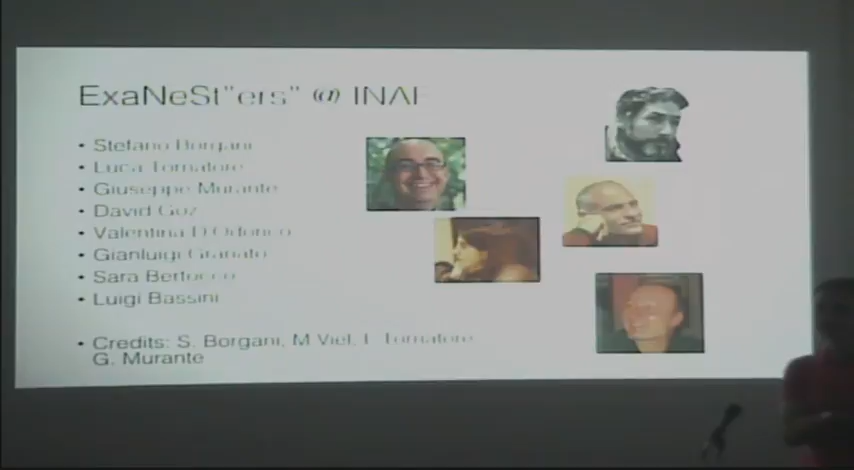 ExaNeSt"ers" @ INAF
• Stefano Borgani
• Luca Tornatore
• Giuseppe Murante
• David Goz
• Valentina D'Odorico
• Gianluigi Granato
• Sara Bertocco
• Luigi Bassini
• Credits: S. Borgani, M Viel, L. Tornatore
G. Murante